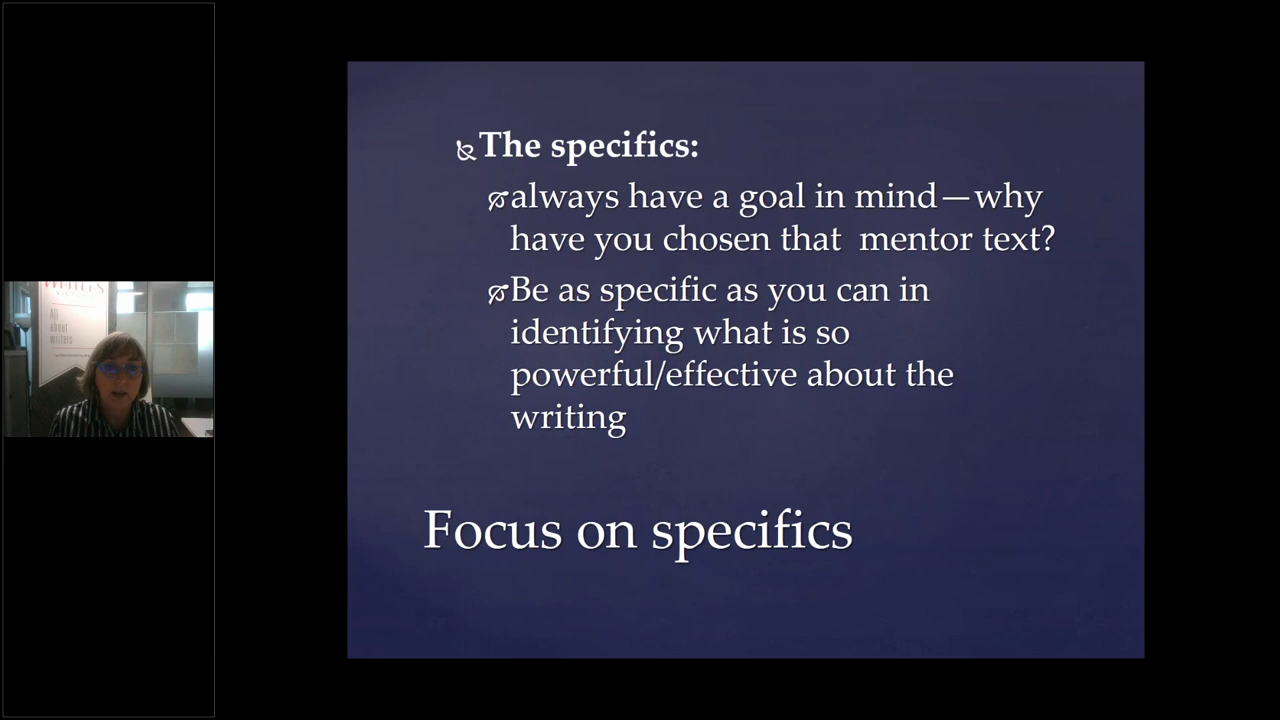 All
about
writers
The specifics:
always have a goal in mind—why
have you chosen that  mentor text?
Be as specific as you can in
identifying what is so
powerful/effective about the
writing
Focus on specifics